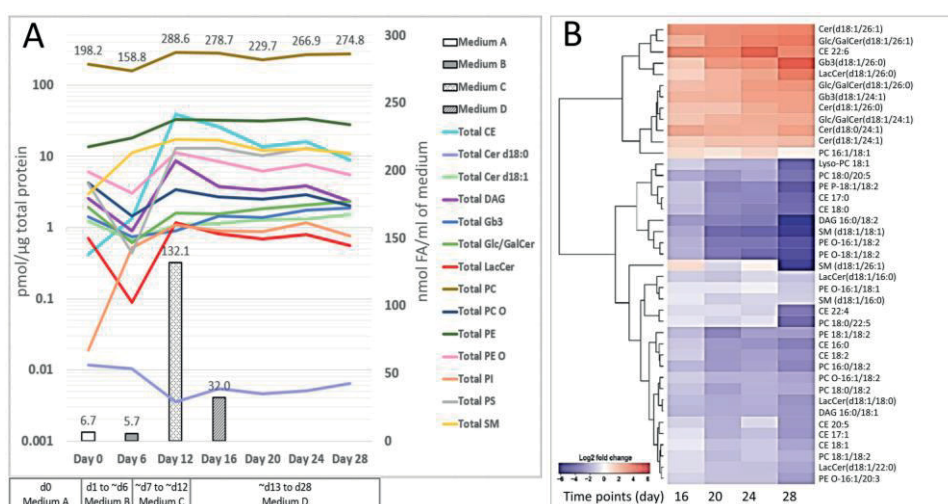 A
198.2
158.8
288.6
278.7
229.7
266.9
274.8
100
10
1
0.1
0.01
0.001
pmol/µg total protein
300
250
200
150
100
50
0
nmol FA/ml of medium
6.7
5.7
132.1
32.0
Day 0 Day 6 Day 12 Day 16 Day 20 Day 24 Day 28
d0
Medium A
d1 to ~d6
Medium B
~d7 to ~d12
Medium C
~d13 to d28
Medium D
Medium A
Medium B
Medium C
Medium D
Total CE
Total Cer d18:0
Total Cer d18:1
Total DAG
Total Gb3
Total Glc/GalCer
Total LacCer
Total PC
Total PC O
Total PE
Total PE O
Total PI
Total PS
Total SM
B
Cer(d18:1/26:1)
Glc/GalCer(d18:1/26:1)
CE 22:6
Gb3(d18:1/26:0)
LacCer(d18:1/26:0)
Glc/GalCer(d18:1/26:0)
Gb3(d18:1/24:1)
Cer(d18:1/26:0)
Glc/GalCer(d18:1/24:1)
Cer(d18:0/24:1)
Cer(d18:1/24:1)
PC 16:1/18:1
Lyso-PC 18:1
PC 18:0/20:5
PE P-18:1/18:2
CE 17:0
CE 18:0
DAG 16:0/18:2
SM (d18:1/18:1)
PE O-16:1/18:2
PE O-18:1/18:2
SM (d18:1/26:1)
LacCer(d18:1/16:0)
PE O-16:1/18:1
SM (d18:1/16:0)
CE 22:4
PC 18:0/22:5
PE 18:1/18:2
CE 16:0
CE 18:2
PC 16:0/18:2
PC O-16:1/18:2
PC 18:0/18:2
LacCer(d18:1/18:0)
DAG 16:0/18:1
CE 20:5
CE 17:1
CE 18:1
PC 18:1/18:2
LacCer(d18:1/22:0)
PE O-16:1/20:3
Log2 fold change
-6 -4 -2 0 2 4 6
Time points (day) 16 20 24 28